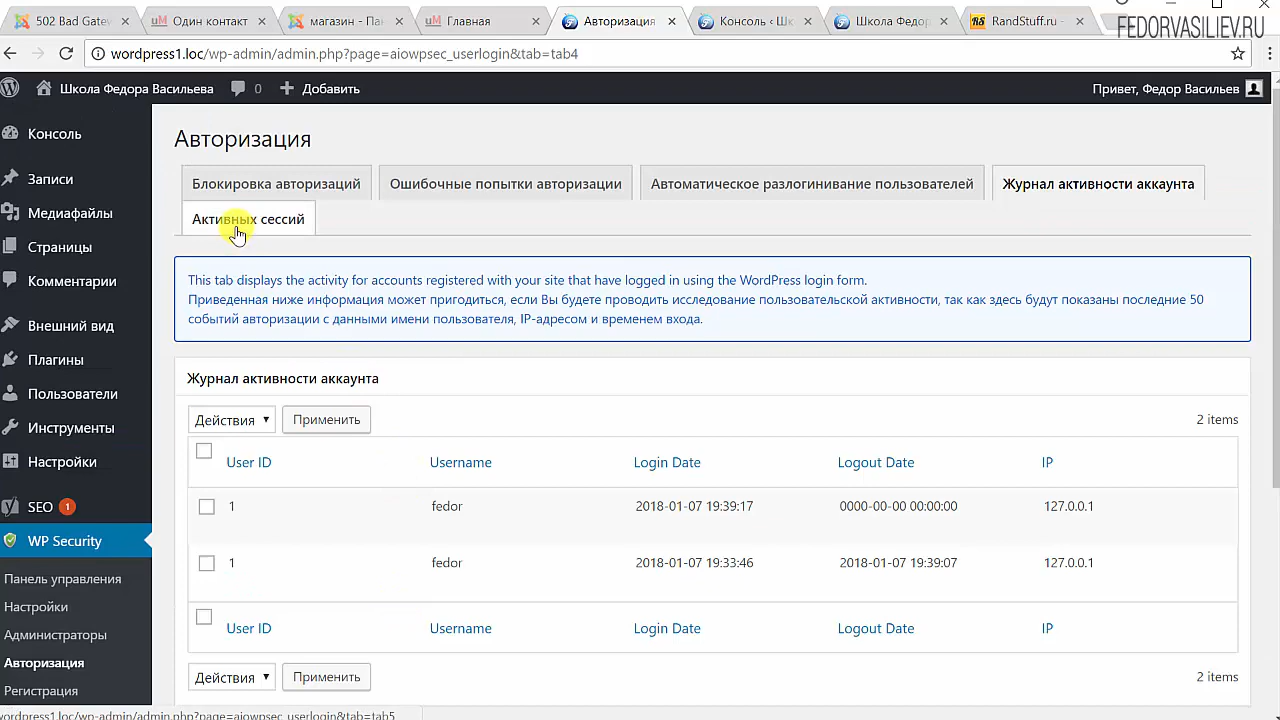 502 Bad Gatew
Один контакт
магазин - Па
Главная
Авторизация
Консоль ‹ Шк
Школа Федор
RandStuff.ru -
FEDORVASILIEV.RU
wordpress1.loc/wp-admin/admin.php?page=aiowpsec_userlogin&tab=tab4
Школа Федора Васильева 0 Добавить Привет, Федор Васильев
Консоль
Записи
Медиафайлы
Страницы
Комментарии
Внешний вид
Плагины
Пользователи
Инструменты
Настройки
SEO 1
WP Security
Панель управления
Настройки
Администраторы
Авторизация
Регистрация
Авторизация
Блокировка авторизаций Ошибочные попытки авторизации Автоматическое разлогинивание пользователей Журнал активности аккаунта
Активных сессий
This tab displays the activity for accounts registered with your site that have logged in using the WordPress login form.
Приведенная ниже информация может пригодиться, если Вы будете проводить исследование пользовательской активности, так как здесь будут показаны последние 50
событий авторизации с данными имени пользователя, IP-адресом и временем входа.
Журнал активности аккаунта
Действия Применить 2 items
User ID Username Login Date Logout Date IP
1 fedor 2018-01-07 19:39:17 0000-00-00 00:00:00 127.0.0.1
1 fedor 2018-01-07 19:33:46 2018-01-07 19:39:07 127.0.0.1
User ID Username Login Date Logout Date IP
Действия Применить 2 items
wordpress1.loc/wp-admin/admin.php?page=aiowpsec_userlogin&tab=tab5